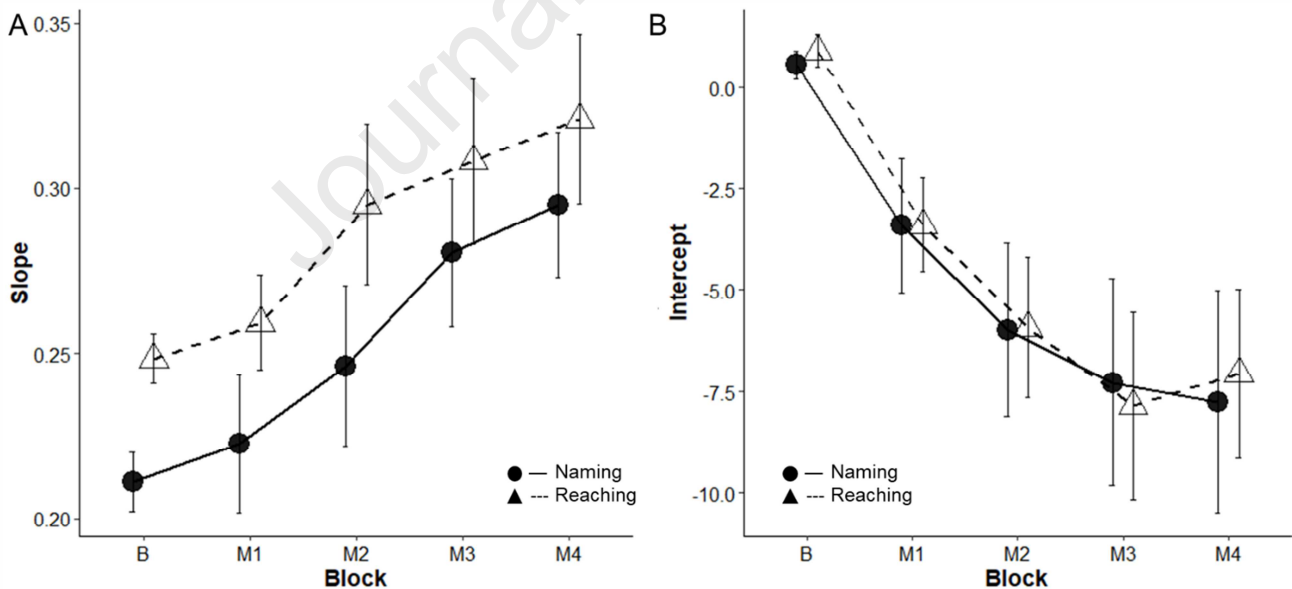 A
Journal
0.35
0.30
0.25
0.20
Slope
B
M1
M2
M3
M4
Block
Naming
Reaching
B
0.0
-2.5
-5.0
-7.5
-10.0
Intercept
B
M1
M2
M3
M4
Block
Naming
Reaching